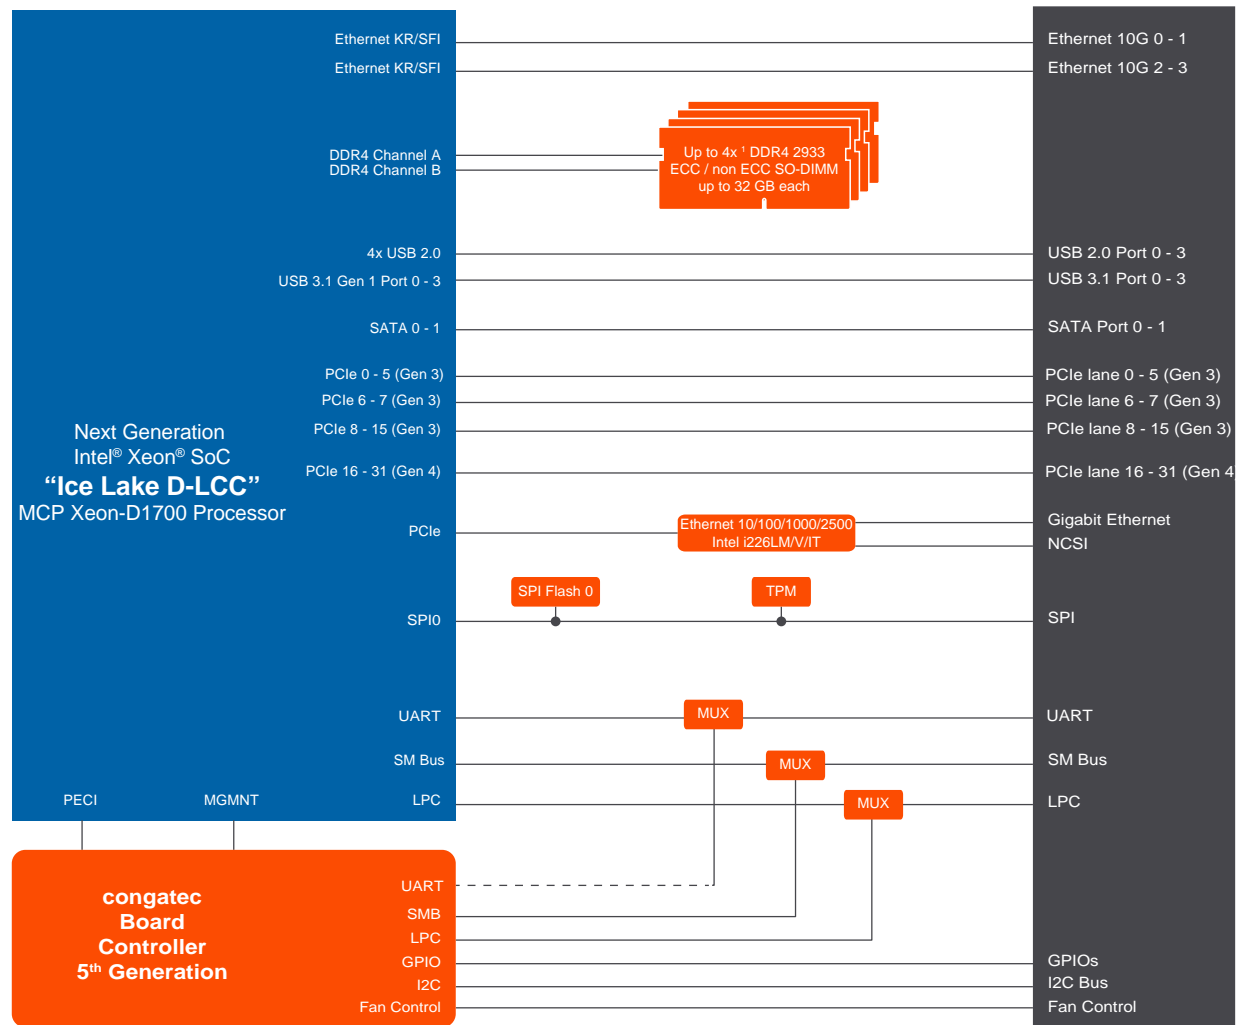 Ethernet KR/SFI
Ethernet KR/SFI
DDR4 Channel A
DDR4 Channel B
4x USB 2.0
USB 3.1 Gen 1 Port 0 - 3
SATA 0 - 1
PCIe 0 - 5 (Gen 3)
PCIe 6 - 7 (Gen 3)
PCIe 8 - 15 (Gen 3)
PCIe 16 - 31 (Gen 4)
PCIe
SPI0
UART
SM Bus
LPC
PECI
MGMNT
Next Generation
Intel® Xeon® SoC
“Ice Lake D-LCC”
MCP Xeon-D1700 Processor
Up to 4x ¹ DDR4 2933
ECC / non ECC SO-DIMM
up to 32 GB each
Ethernet 10/100/1000/2500
Intel i226LM/V/IT
SPI Flash 0
TPM
MUX
MUX
MUX
congatec
Board
Controller
5th Generation
UART
SMB
LPC
GPIO
I2C
Fan Control
Ethernet 10G 0 - 1
Ethernet 10G 2 - 3
USB 2.0 Port 0 - 3
USB 3.1 Port 0 - 3
SATA Port 0 - 1
PCIe lane 0 - 5 (Gen 3)
PCIe lane 6 - 7 (Gen 3)
PCIe lane 8 - 15 (Gen 3)
PCIe lane 16 - 31 (Gen 4
Gigabit Ethernet
NCSI
SPI
UART
SM Bus
LPC
GPIOs
I2C Bus
Fan Control